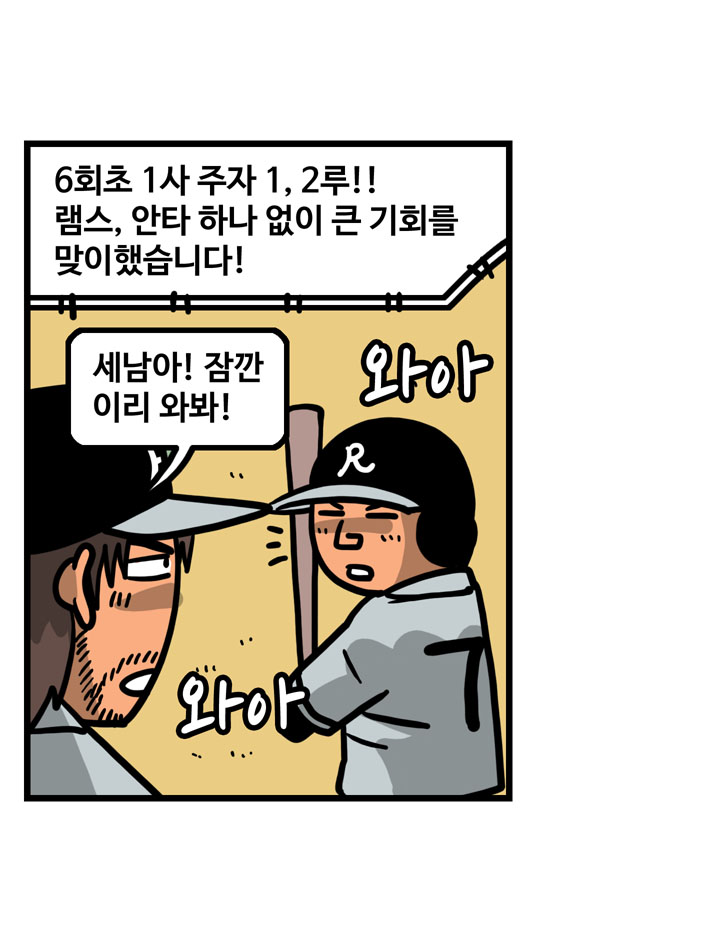 6회초 1사 주자 1, 2루!!
램스, 안타 하나 없이 큰 기회를
맞이했습니다!
세남아! 잠깐
이리 와봐!
와아
R
7
와아